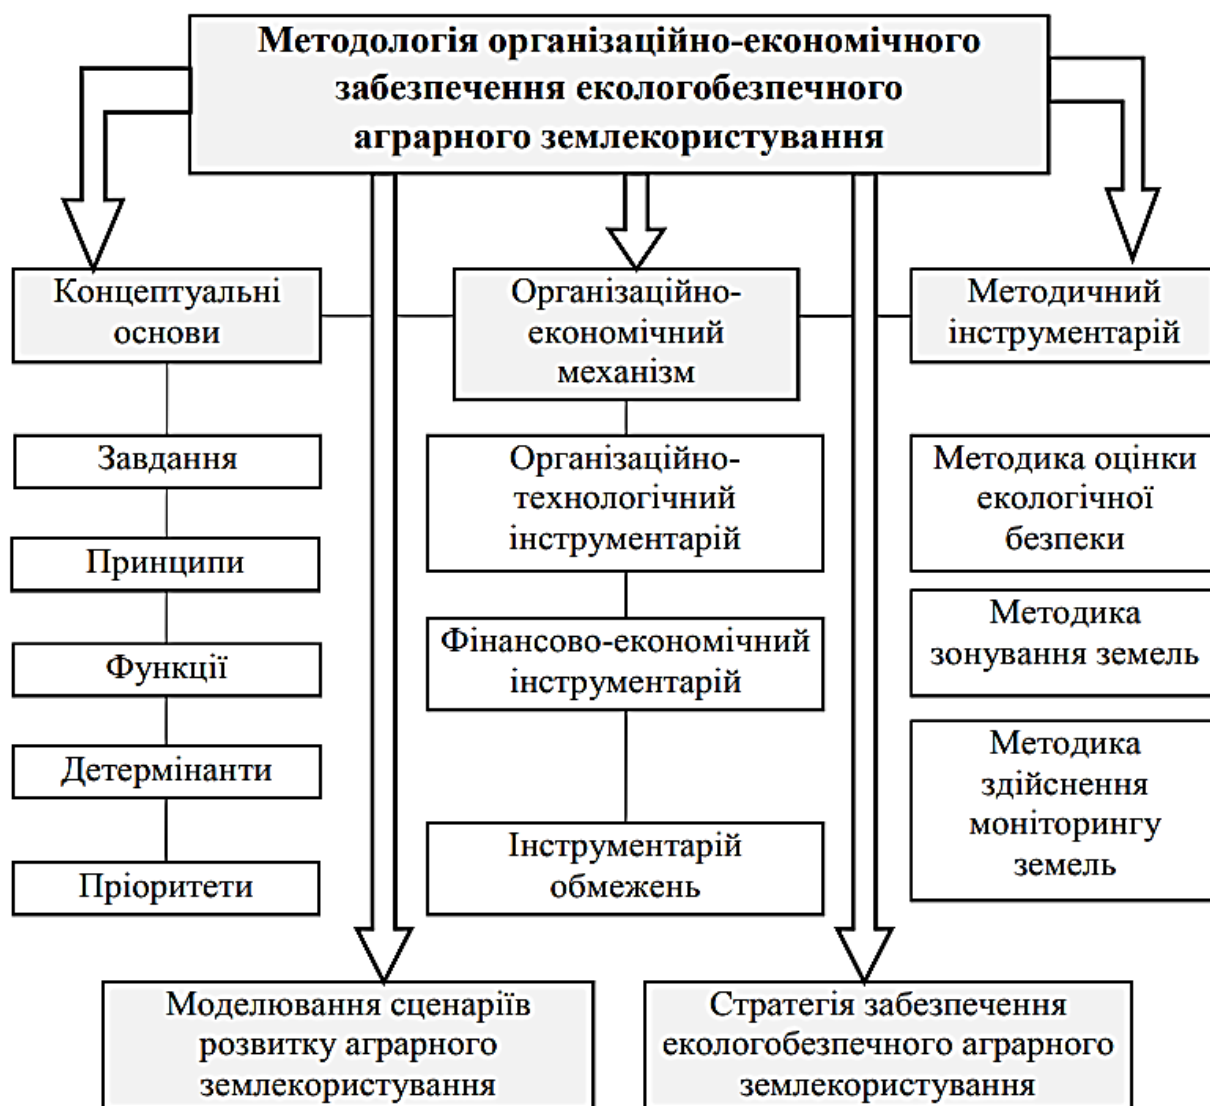 Методологія організаційно-економічного
забезпечення екологобезпечного
аграрного землекористування
Концептуальні
основи
Організаційно-
економічний
механізм
Методичний
інструментарій
Завдання
Принципи
Функції
Детермінанти
Пріоритети
Організаційно-
технологічний
інструментарій
Фінансово-економічний
інструментарій
Інструментарій
обмежень
Методика оцінки
екологічної
безпеки
Методика
зонування земель
Методика
здійснення
моніторингу
земель
Моделювання сценаріїв
розвитку аграрного
землекористування
Стратегія забезпечення
екологобезпечного аграрного
землекористування